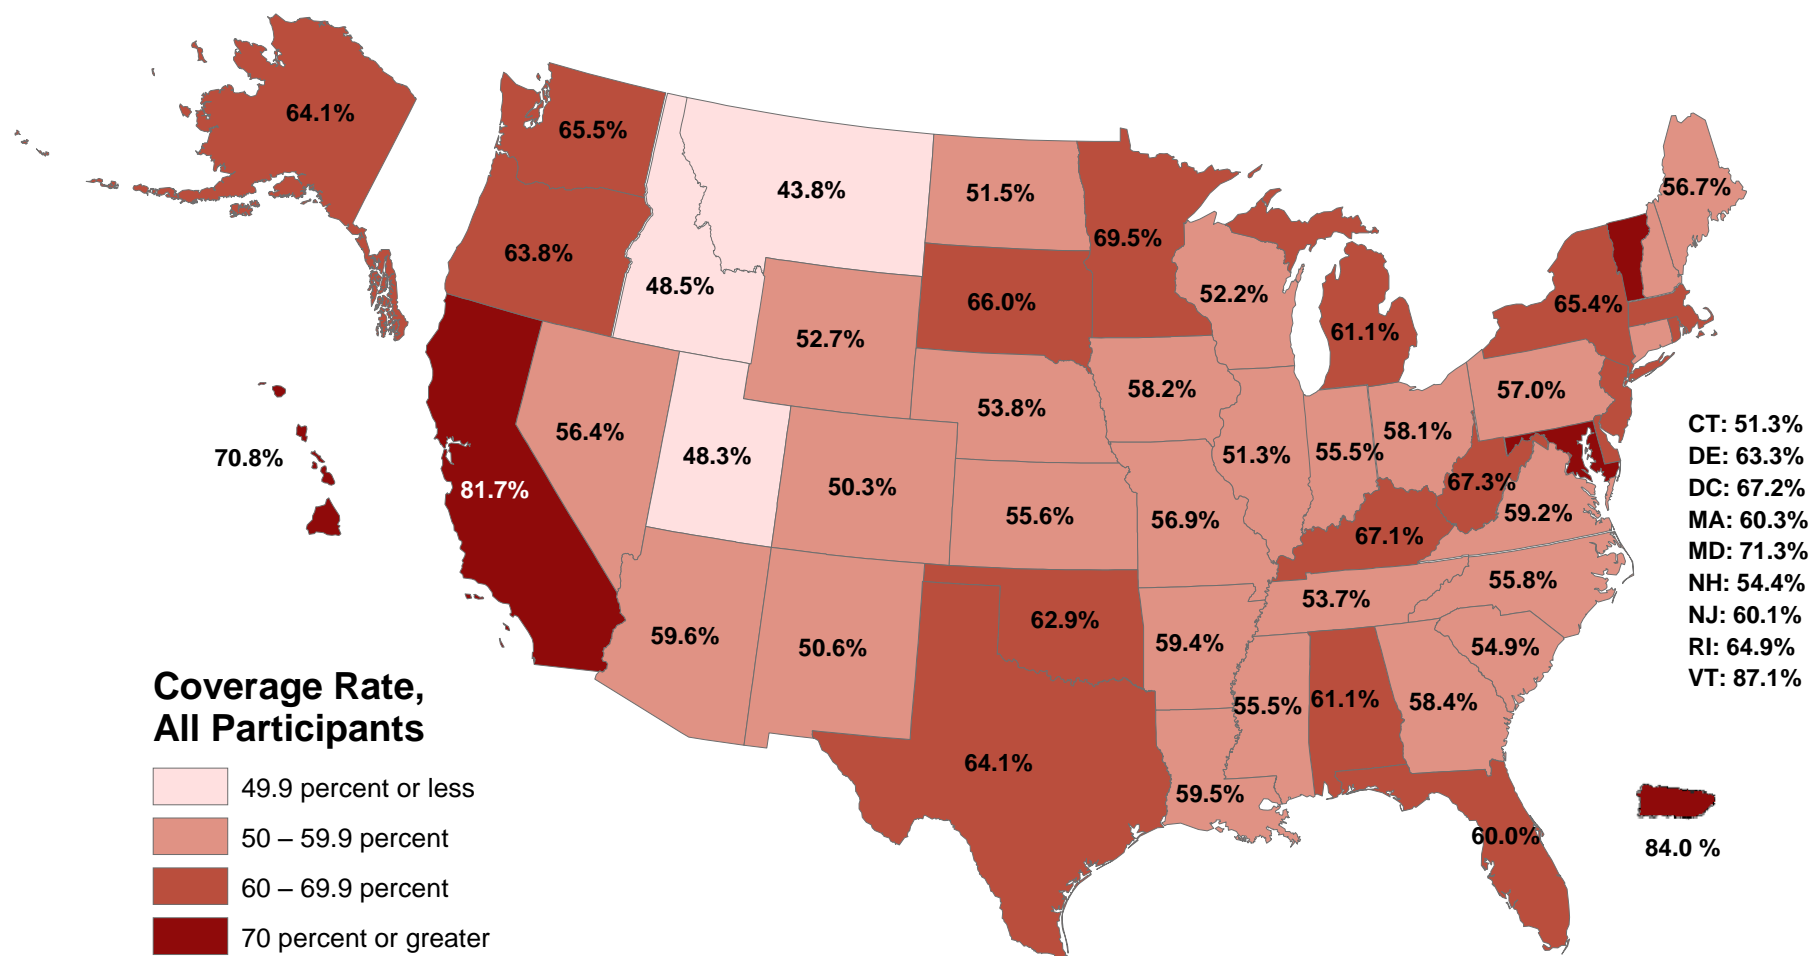 64.1%
65.5%
43.8%
51.5%
56.7%
63.8%
69.5%
48.5%
66.0%
52.2%
65.4%
52.7%
61.1%
58.2%
57.0%
53.8%
56.4%
58.1%
CT: 51.3%
70.8%
48.3%
51.3%
55.5%
DE: 63.3%
81.7%
50.3%
67.3%
DC: 67.2%
55.6%
56.9%
59.2%
MA: 60.3%
67.1%
MD: 71.3%
55.8%
NH: 54.4%
53.7%
NJ: 60.1%
59.6%
50.6%
62.9%
59.4%
54.9%
RI: 64.9%
VT: 87.1%
Coverage Rate,
All Participants
55.5%
61.1%
58.4%
64.1%
59.5%
60.0%
84.0 %
49.9 percent or less
50 – 59.9 percent
60 – 69.9 percent
70 percent or greater